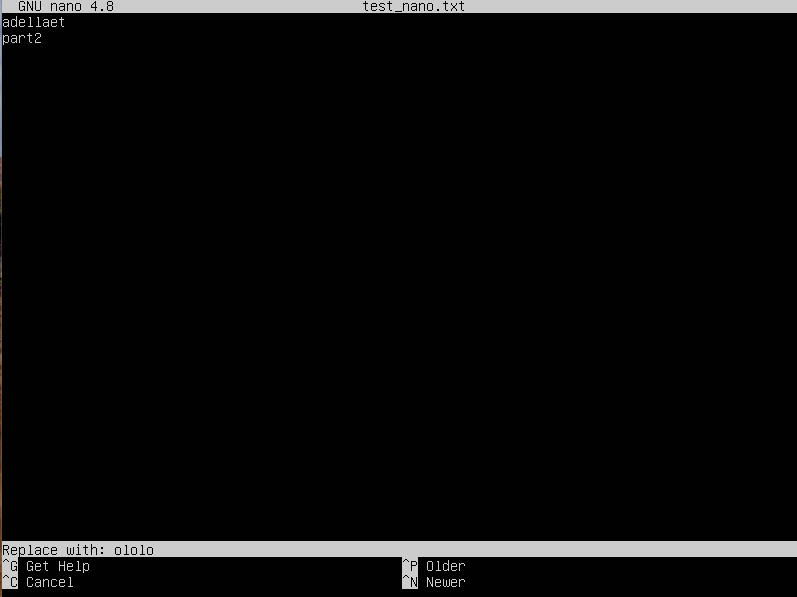 GNU nano 4.8 test_nano.txt
adellaet
part2
Replace with: ololo
^G Get Help ^P Older
^C Cancel ^N Newer